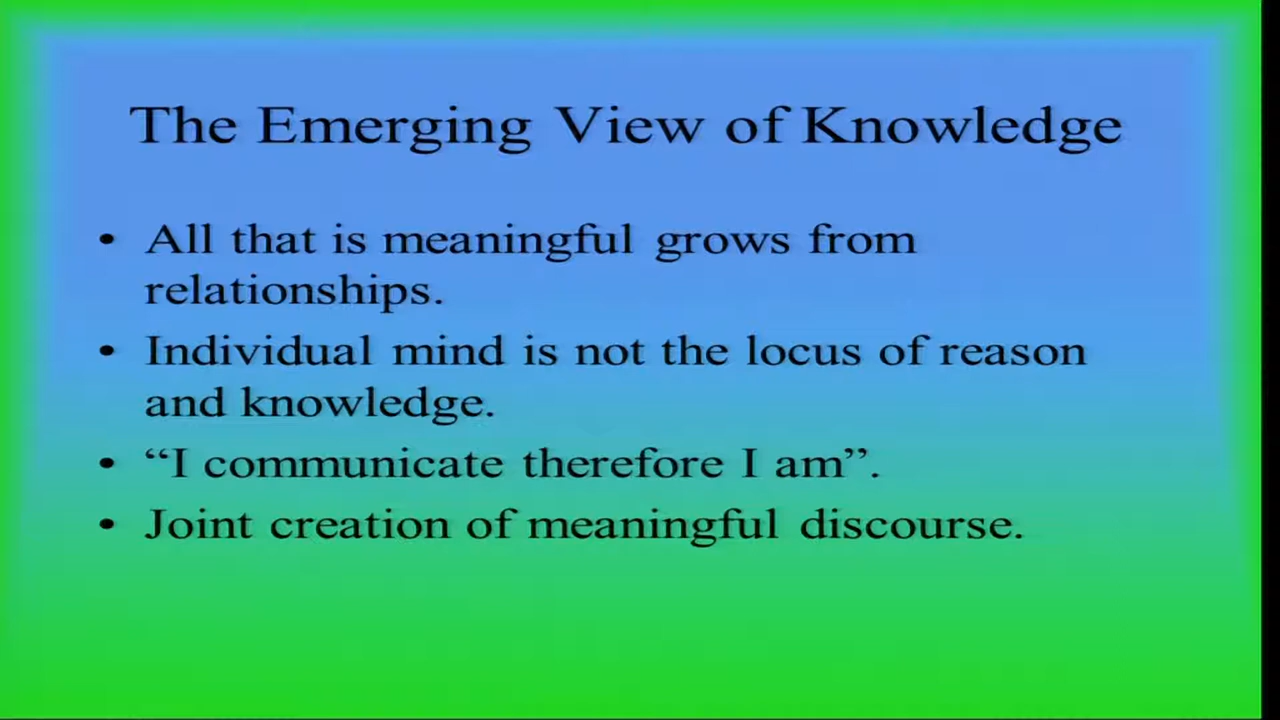 The Emerging View of Knowledge
• All that is meaningful grows from
relationships.
• Individual mind is not the locus of reason
and knowledge.
• “I communicate therefore I am”.
• Joint creation of meaningful discourse.